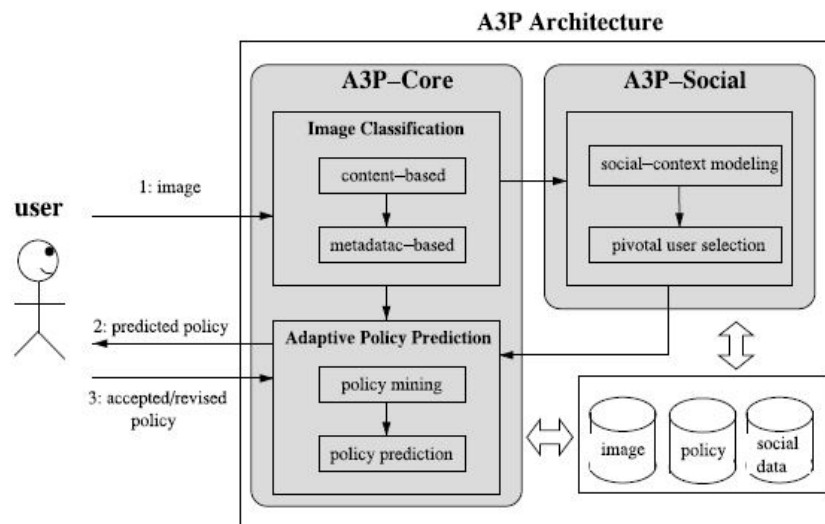 A3P Architecture
A3P–Core
A3P–Social
Image Classification
content–based
social–context modeling
1: image
user
metadatac–based
pivotal user selection
2: predicted policy
Adaptive Policy Prediction
policy mining
3: accepted/revised
policy
policy prediction
image
policy
social
data